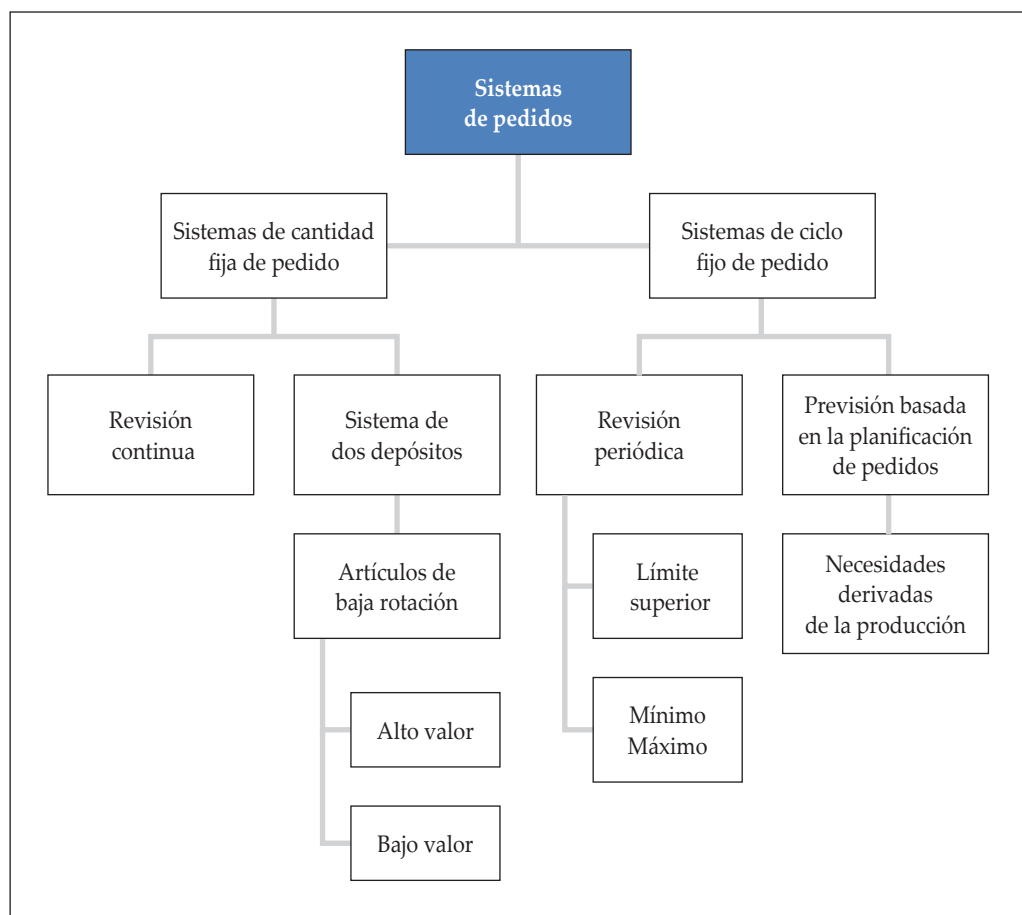 Sistemas
de pedidos
Sistemas de cantidad
fija de pedido
Sistemas de ciclo
fijo de pedido
Revisión
continua
Sistema de
dos depósitos
Revisión
periódica
Previsión basada
en la planificación
de pedidos
Artículos de
baja rotación
Límite
superior
Necesidades
derivadas
de la producción
Alto valor
Mínimo
Máximo
Bajo valor